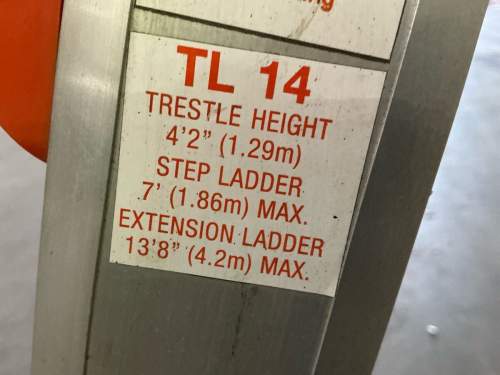 TL 14
TRESTLE HEIGHT
4'2" (1.29m)
STEP LADDER
7' (1.86m) MAX.
EXTENSION LADDER
13'8" (4.2m) MAX.